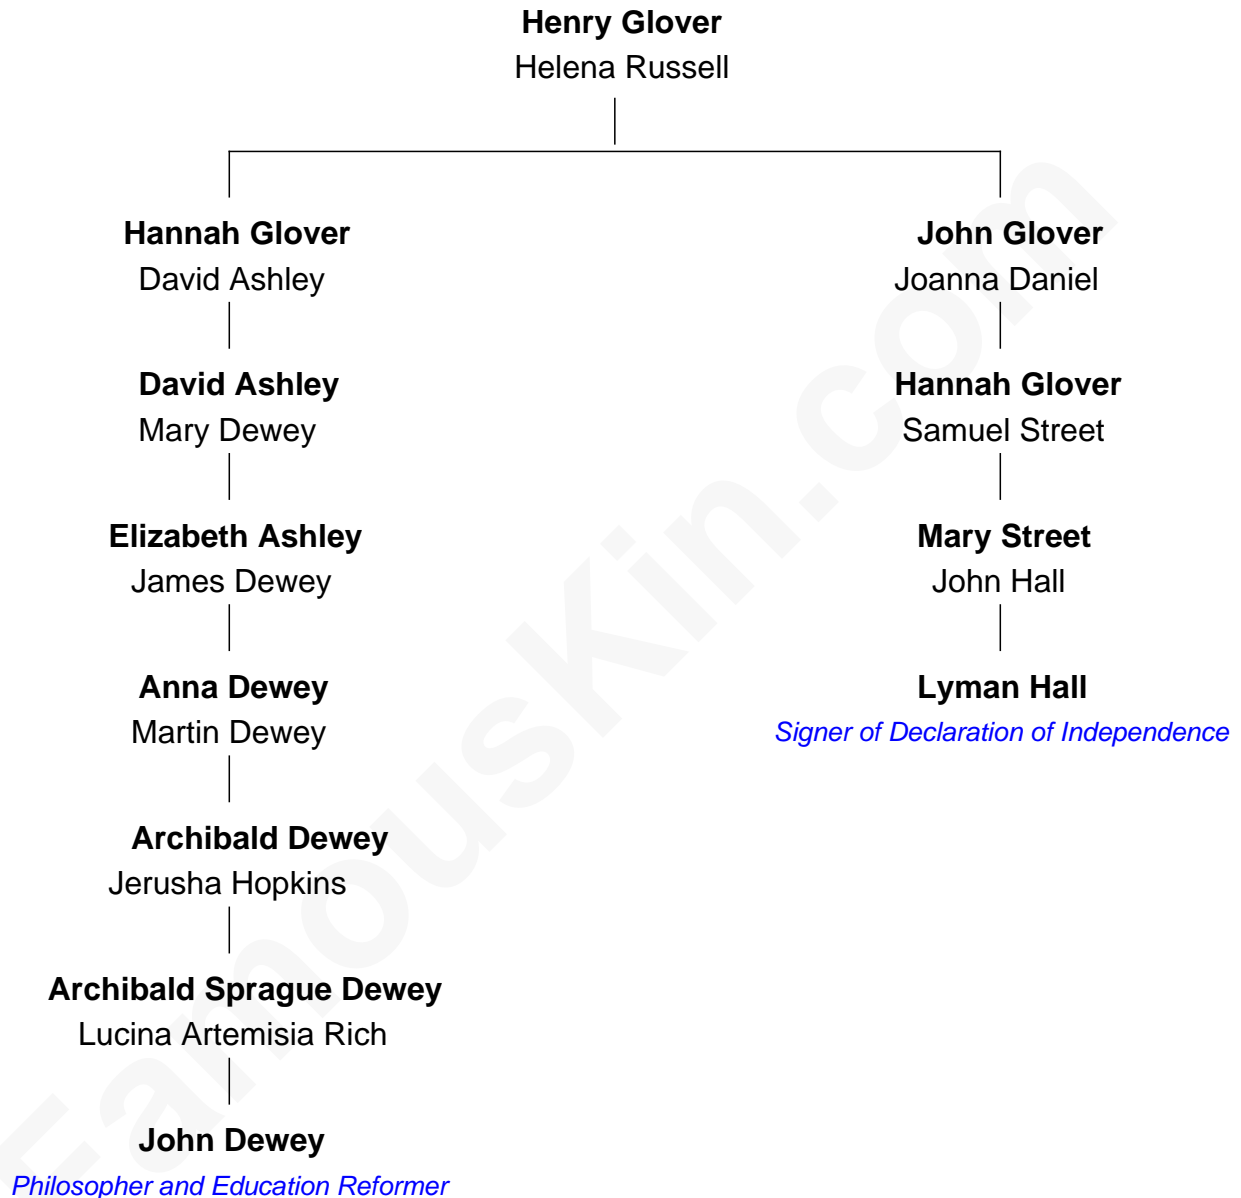 Henry Glover
Helena Russell
Hannah Glover
David Ashley
John Glover
Joanna Daniel
David Ashley
Mary Dewey
Hannah Glover
Samuel Street
Elizabeth Ashley
James Dewey
Mary Street
John Hall
Anna Dewey
Martin Dewey
Lyman Hall
Signer of Declaration of Independence
Archibald Dewey
Jerusha Hopkins
Archibald Sprague Dewey
Lucina Artemisia Rich
John Dewey
Philosopher and Education Reformer
FamousKin.com